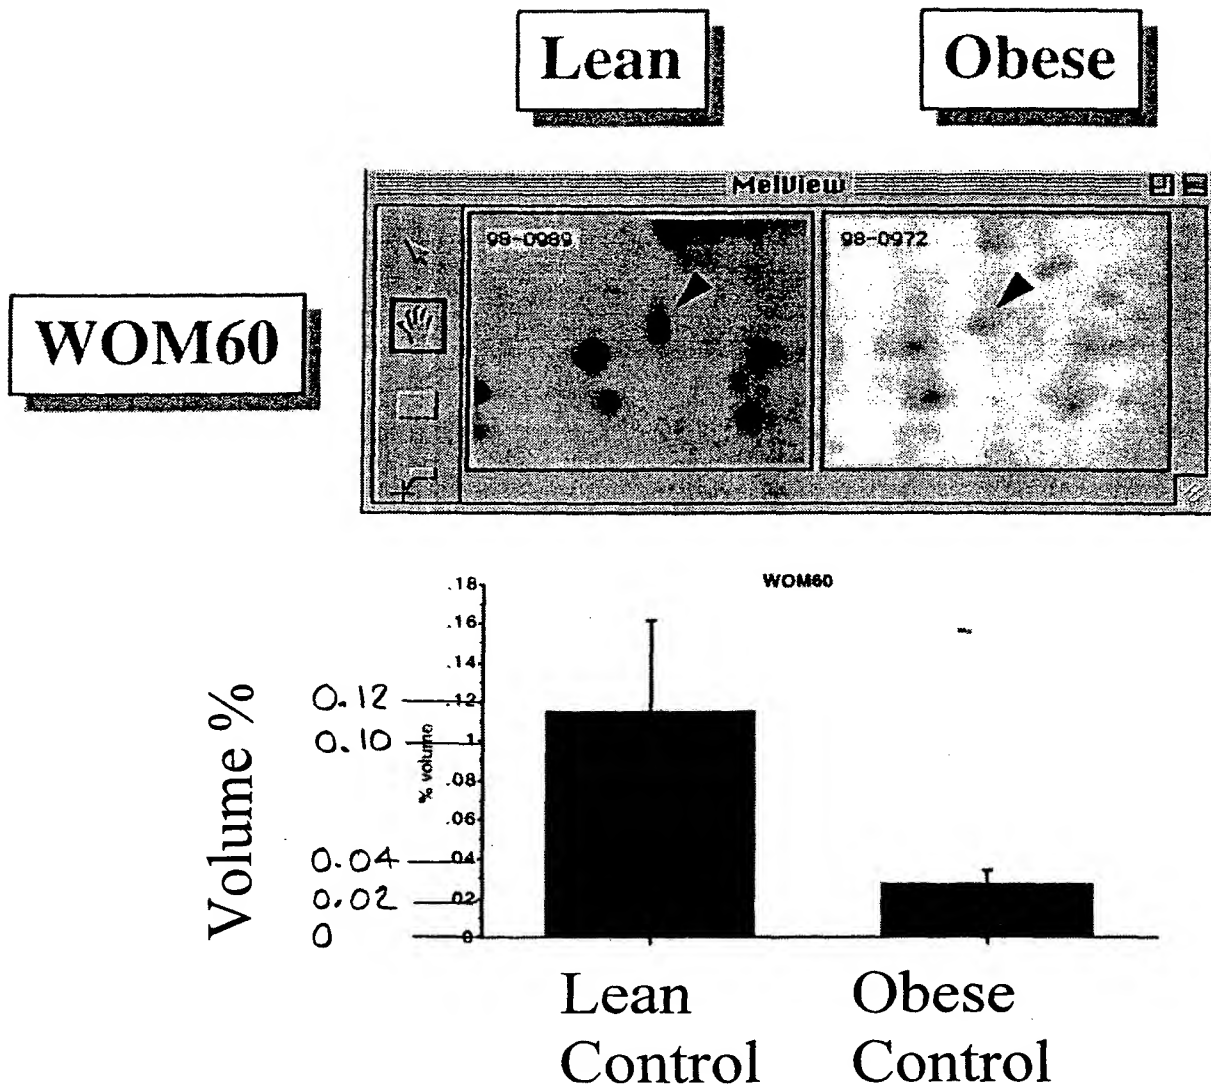 Lean
Obese
MelView
98-0989
98-0972
WOM60
WOM60
Volume %
% volume
0.12
0.10
0.04
0.02
0
.18
.16
.14
.12
.1
.08
.06
.04
.02
0
Lean
Control
Obese
Control